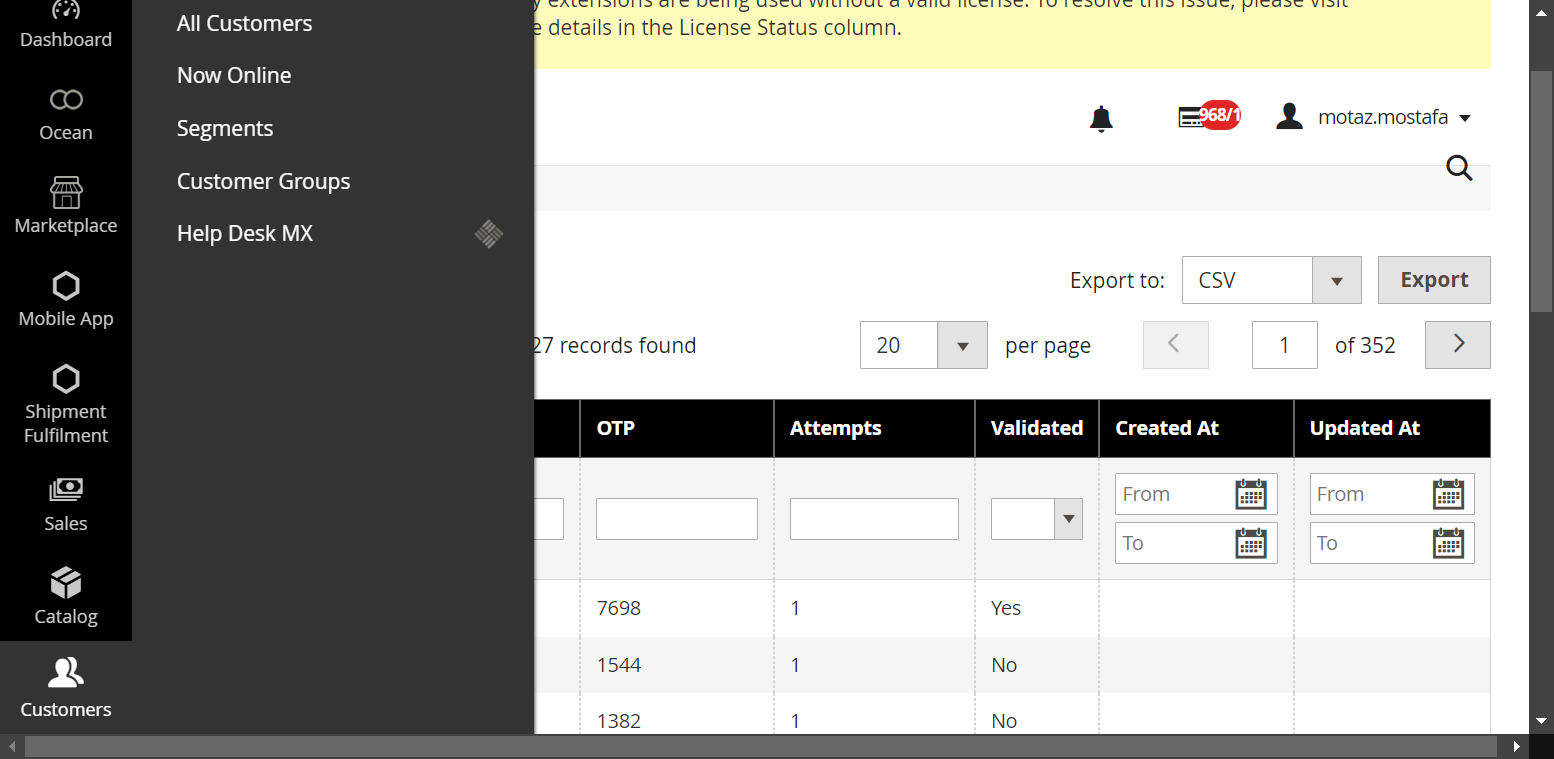 y extensions are being used without a valid license. To resolve this issue, please visit
e details in the License Status column.
Dashboard
Ocean
Marketplace
Mobile App
Shipment
Fulfilment
Sales
Catalog
Customers
All Customers
Now Online
Segments
Customer Groups
Help Desk MX
968/1
motaz.mostafa
Export to:
CSV
Export
27 records found
20
per page
1
of 352
OTP
Attempts
Validated
Created At
Updated At
From
From
To
To
7698
1
Yes
1544
1
No
1382
1
No